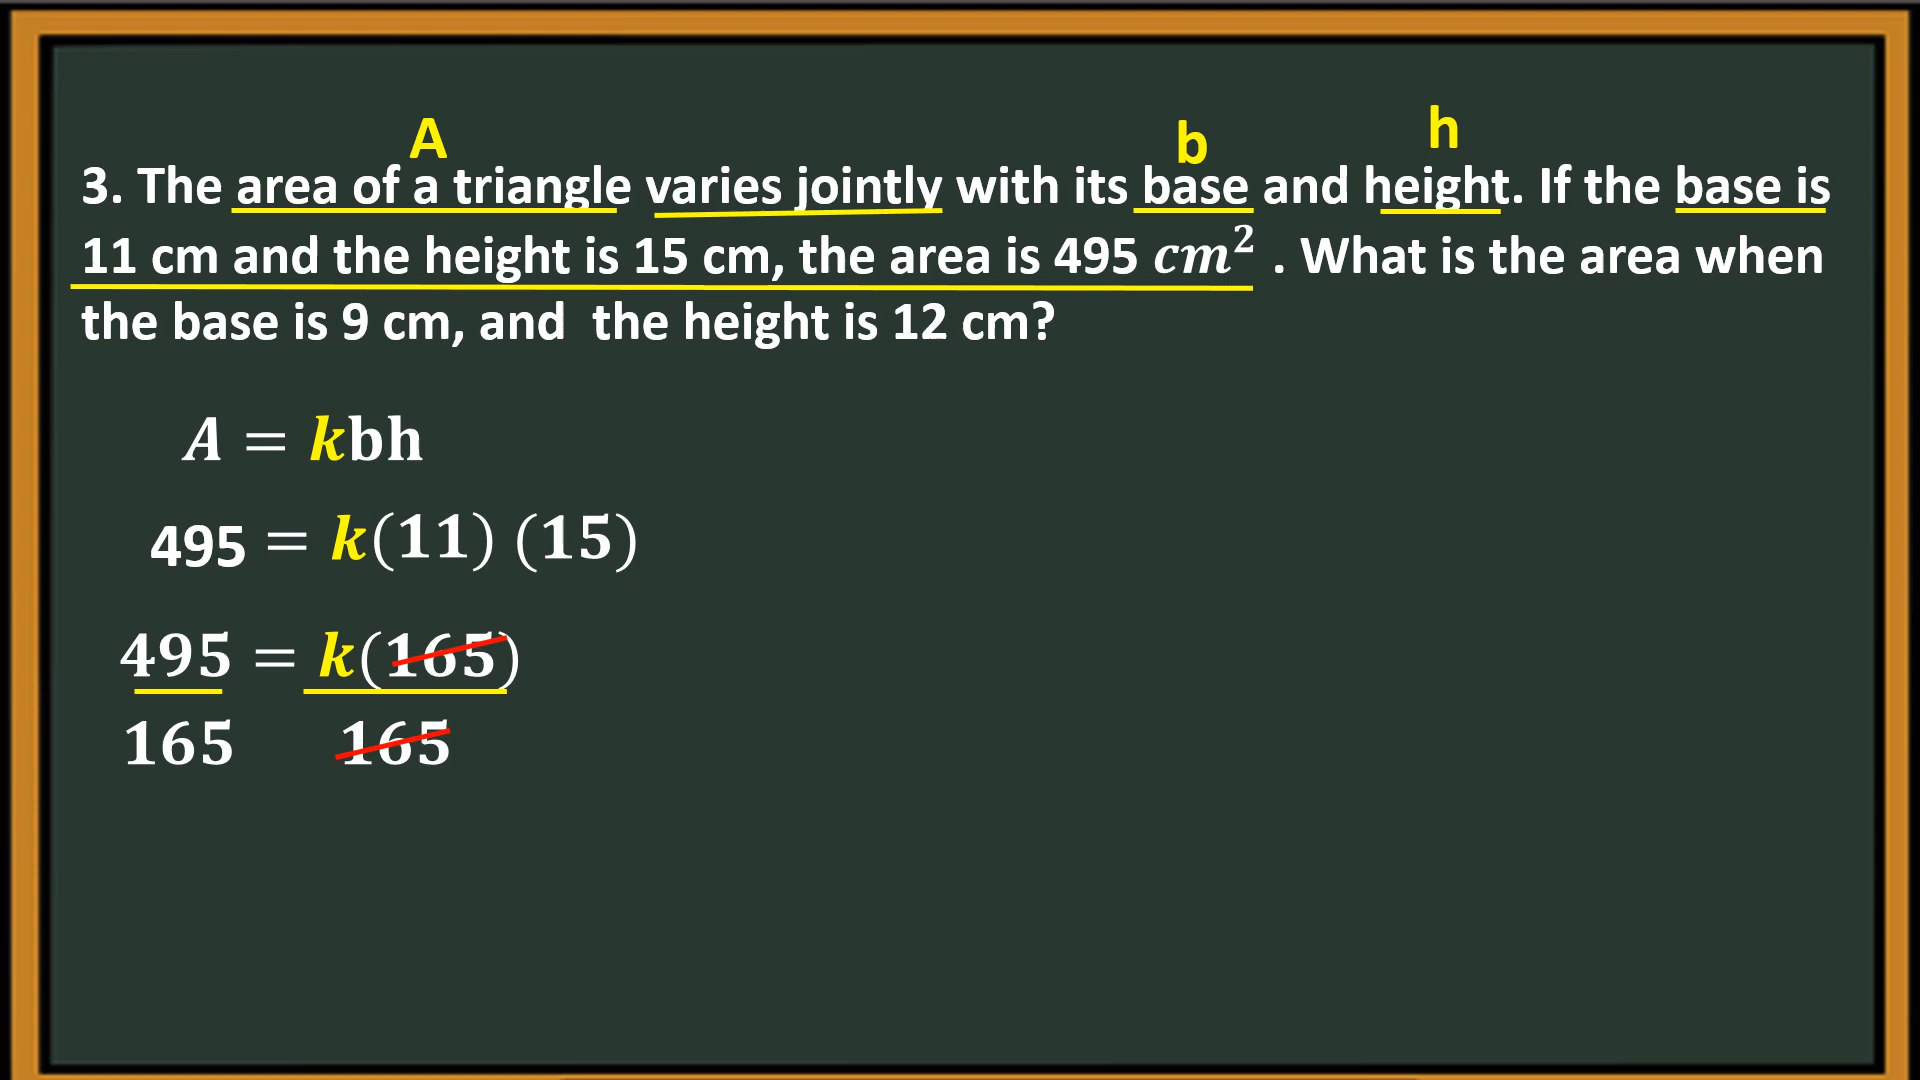 A b h
3. The area of a triangle varies jointly with its base and height. If the base is
11 cm and the height is 15 cm, the area is 495 cm² . What is the area when
the base is 9 cm, and the height is 12 cm?
A = kbh
495 = k(11) (15)
495 = k(165)
165 165